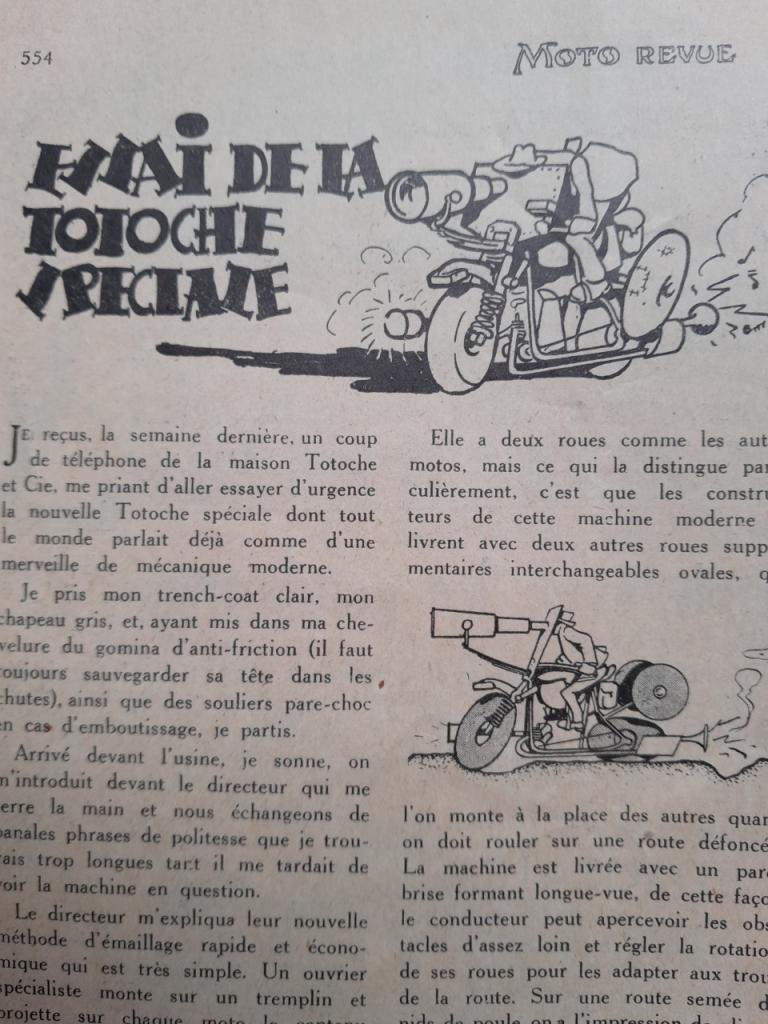 554
MOTO REVUE
ESSAI DE LA
TOTOCHE
SPECIALE
JE reçus, la semaine dernière, un coup
de téléphone de la maison Totoche
et Cie, me priant d'aller essayer d'urgence
la nouvelle Totoche spéciale dont tout
le monde parlait déjà comme d'une
merveille de mécanique moderne.
Je pris mon trench-coat clair, mon
chapeau gris, et, ayant mis dans ma che-
velure du gomina d'anti-friction (il faut
toujours sauvegarder sa tête dans les
chutes), ainsi que des souliers pare-choc
en cas d'emboutissage, je partis.
Arrivé devant l'usine, je sonne, on
m'introduit devant le directeur qui me
serre la main et nous échangeons de
banales phrases de politesse que je trou-
vais trop longues tant il me tardait de
voir la machine en question.
Le directeur m'expliqua leur nouvelle
méthode d'émaillage rapide et écono-
mique qui est très simple. Un ouvrier
spécialiste monte sur un tremplin et
projette sur chaque moto le contenu
Elle a deux roues comme les aut
motos, mais ce qui la distingue par
culièrement, c'est que les constru
teurs de cette machine moderne
livrent avec deux autres roues supp
mentaires interchangeables ovales, q
l'on monte à la place des autres quan
on doit rouler sur une route défoncé
La machine est livrée avec un par
brise formant longue-vue, de cette faço
le conducteur peut apercevoir les obs
tacles d'assez loin et régler la rotatio
de ses roues pour les adapter aux trou
de la route. Sur une route semée d
nids de poule on a l'impression de